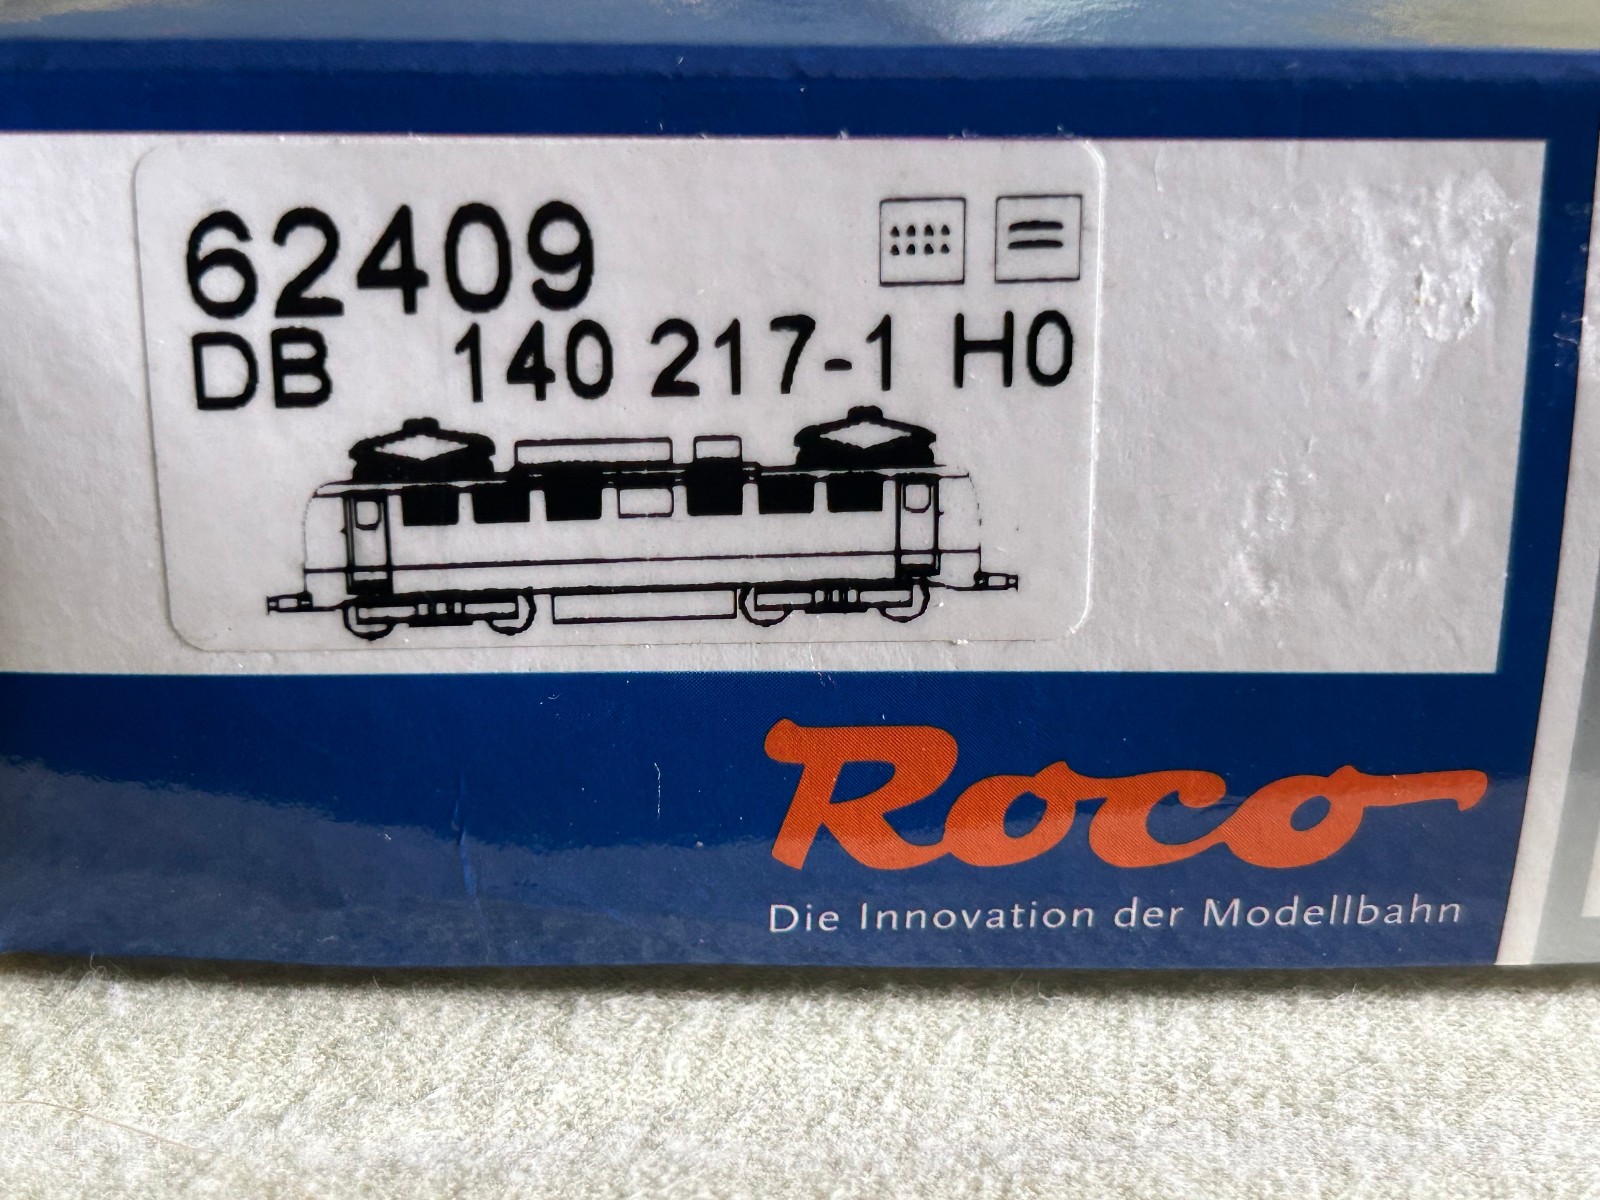 62409
DB 140 217-1 H0
Roco
Die Innovation der Modellbahn